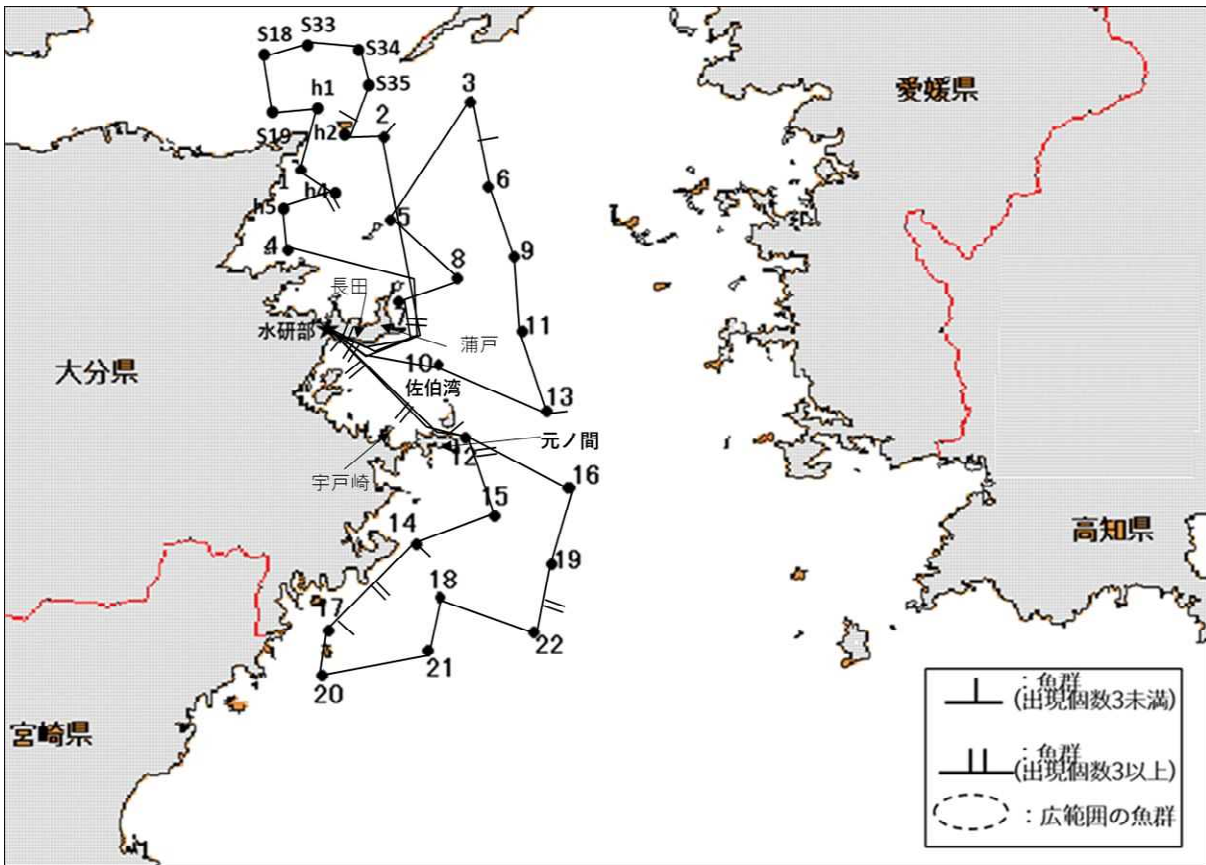 S18
S33
S34
S35
h1
S19
h2
2
3
愛媛県
1
h4
h5
6
5
4
9
8
長田
7
11
水研部
蒲戸
10
大分県
佐伯湾
13
元ノ間
12
宇戸崎
16
15
14
高知県
19
18
17
22
21
20
宮崎県
：魚群
(出現個数3未満)
：魚群
(出現個数3以上)
：広範囲の魚群